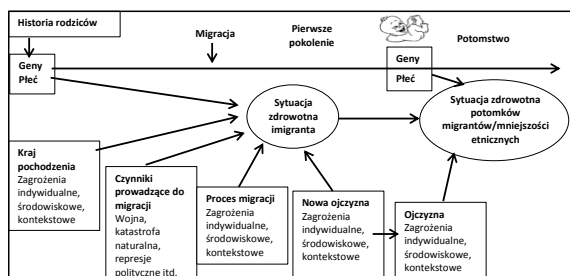 Historia rodziców
Migracja
Pierwsze
pokolenie
Potomstwo
Geny
Płeć
Geny
Płeć
Sytuacja
zdrowotna
imigranta
Sytuacja zdrowotna
potomków
migrantów/mniejszości
etnicznych
Kraj
pochodzenia
Zagrożenia
indywidualne,
środowiskowe,
kontekstowe
Czynniki
prowadzące do
migracji
Wojna,
katastrofa
naturalna,
represje
polityczne itd.
Proces migracji
Zagrożenia
indywidualne,
środowiskowe,
kontekstowe
Nowa ojczyzna
Zagrożenia
indywidualne,
środowiskowe,
kontekstowe
Ojczyzna
Zagrożenia
indywidualne,
środowiskowe,
kontekstowe